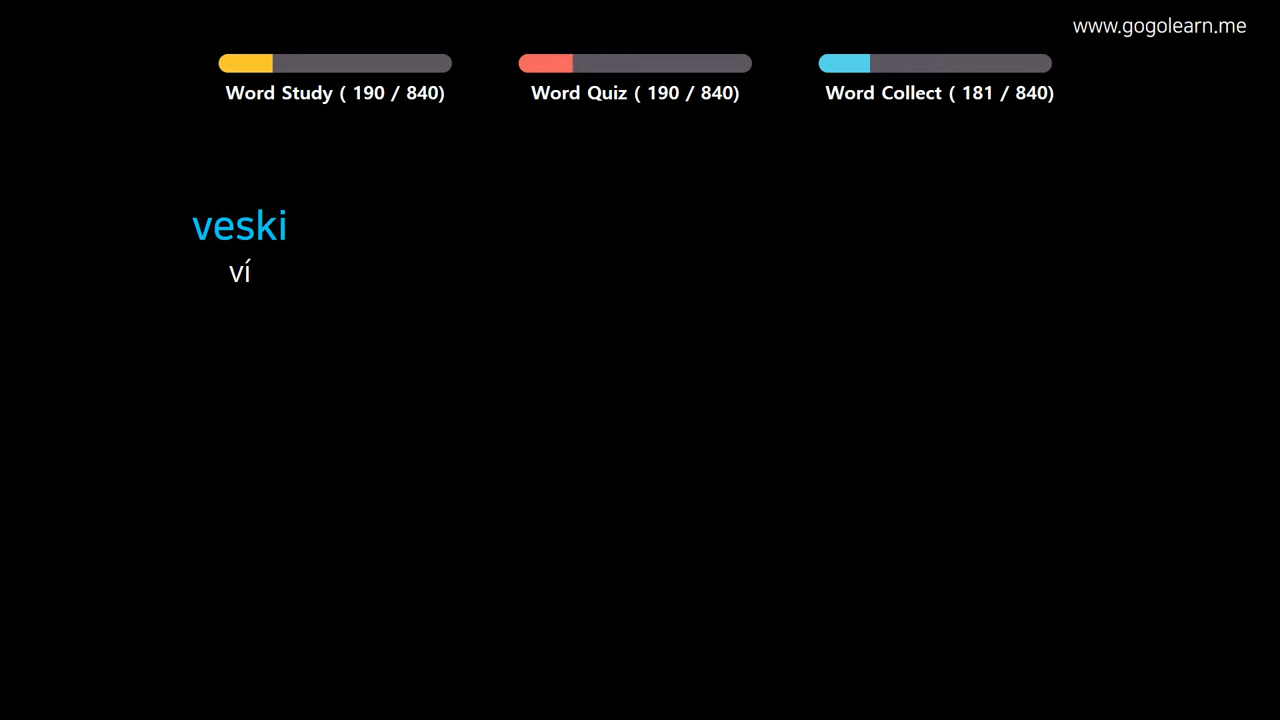 www.gogolearn.me
Word Study ( 190 / 840)
Word Quiz ( 190 / 840)
Word Collect ( 181 / 840)
veski
ví